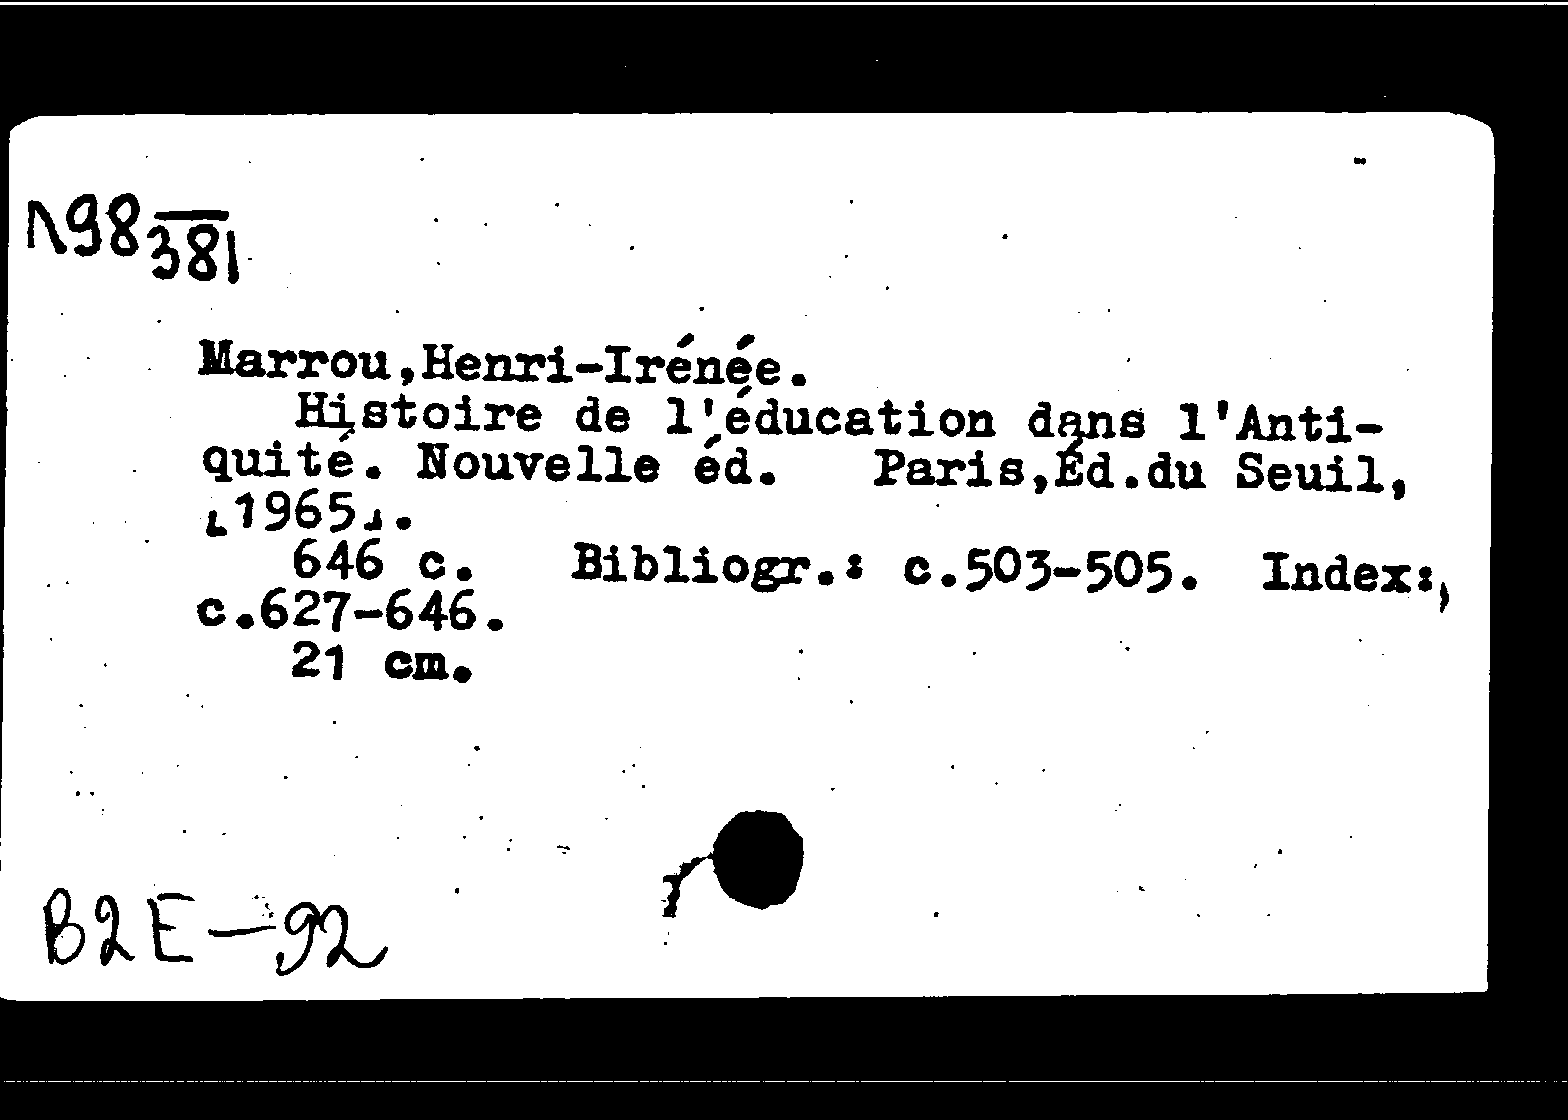 Л98 381
Marrou,Henri-Irénée.
Histoire de l'éducation dans l'Anti-
quité. Nouvelle éd. Paris,Éd.du Seuil,
[1965].
646 c. Bibliogr.: c.503-505. Index:,
c.627-646.
21 cm.
B2E-92